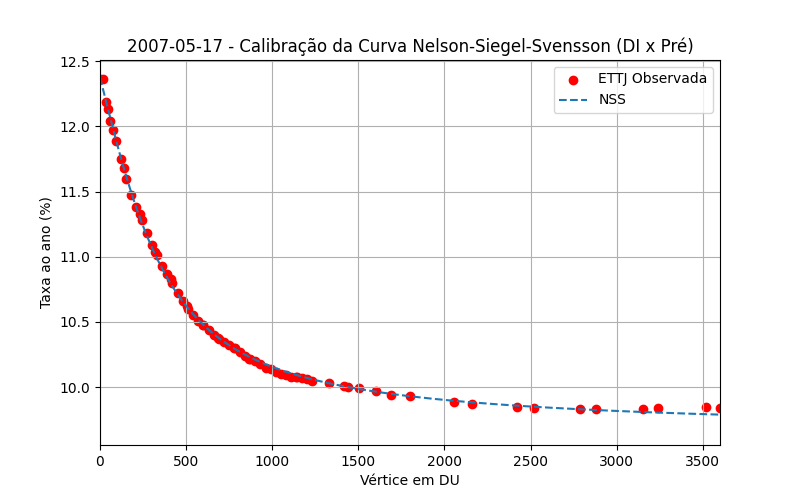 2007-05-17 - Calibração da Curva Nelson-Siegel-Svensson (DI x Pré)
ETTJ Observada
NSS
Taxa ao ano (%)
12.5
12.0
11.5
11.0
10.5
10.0
0 500 1000 1500 2000 2500 3000 3500
Vértice em DU